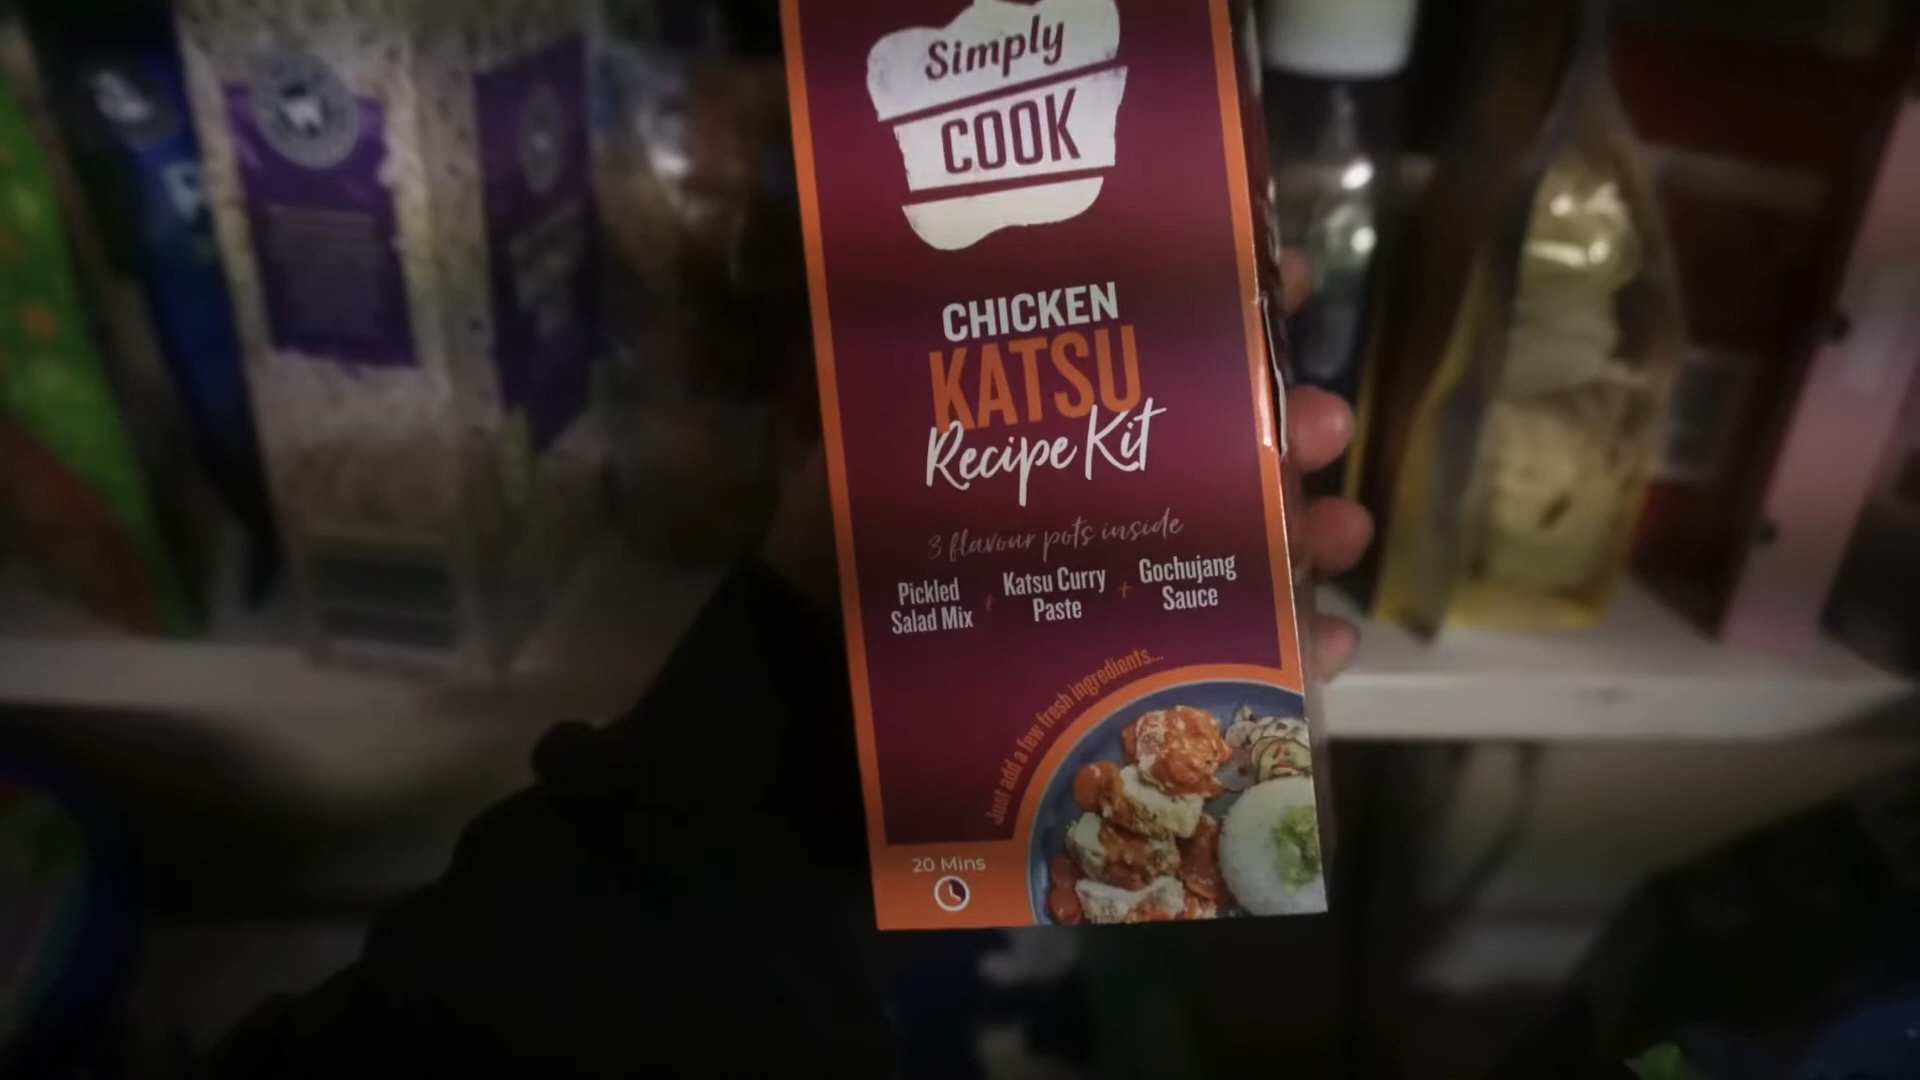 Simply
COOK
CHICKEN
KATSU
Recipe Kit
3 flavour pots inside
Pickled
Salad Mix
+
Katsu Curry
Paste
+
Gochujang
Sauce
Just add a few fresh ingredients...
20 Mins